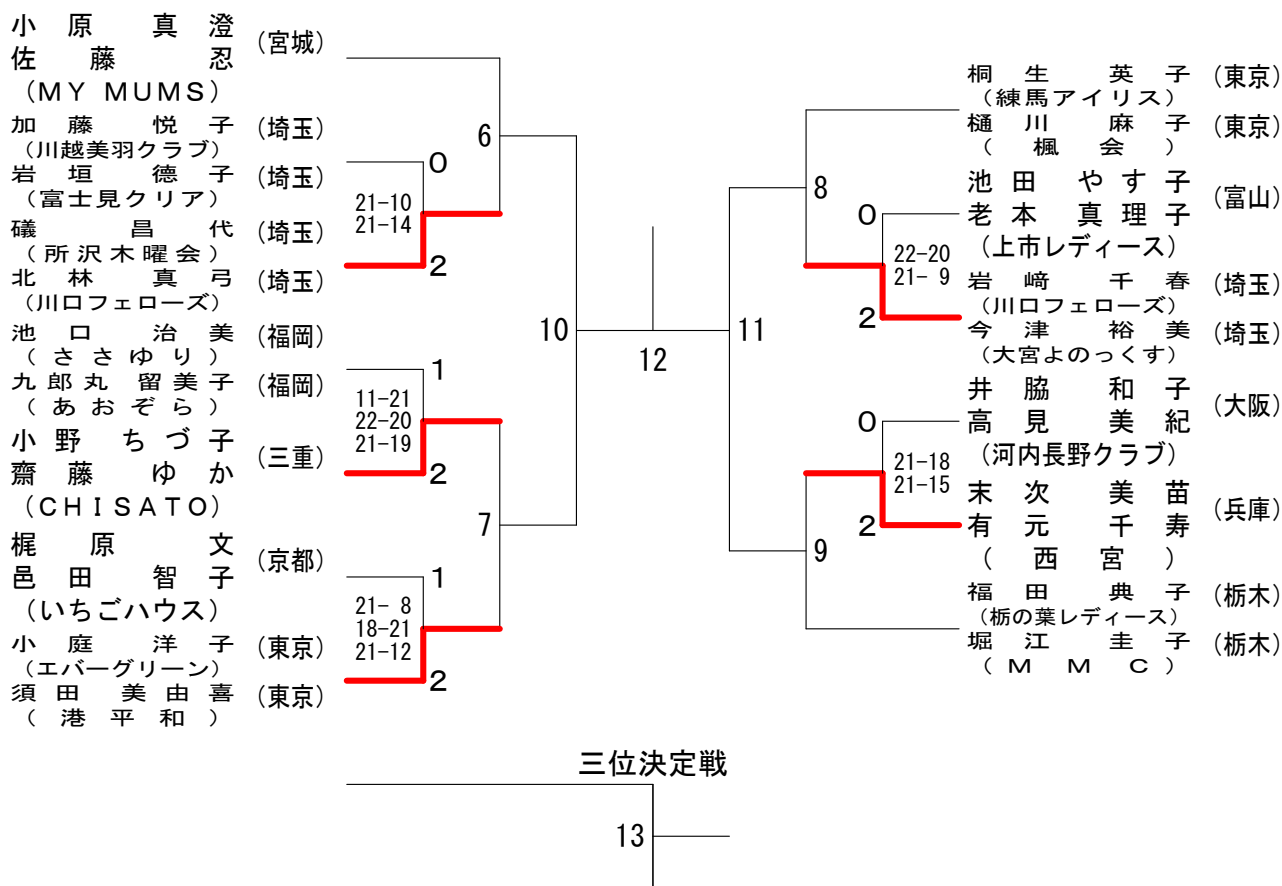 小原 真澄
佐藤 忍
(宮城)
(MY MUMS)
加藤 悦子 (埼玉)
(川越美羽クラブ)
岩垣 德子 (埼玉)
(富士見クリア)
礒 昌代 (埼玉)
(所沢木曜会)
北林 真弓 (埼玉)
(川口フェローズ)
池口 治美 (福岡)
(ささゆり)
九郎丸 留美子 (福岡)
(あおぞら)
小野 ちづ子
齋藤 ゆか
(三重)
(CHISATO)
梶原 文
邑田 智子
(京都)
(いちごハウス)
小庭 洋子 (東京)
(エバーグリーン)
須田 美由喜 (東京)
(港平和)
0
21-10
21-14
2
1
11-21
22-20
21-19
2
1
21- 8
18-21
21-12
2
6
7
10
12
11
8
9
0
22-20
21- 9
2
0
21-18
21-15
2
桐生 英子 (東京)
(練馬アイリス)
樋川 麻子 (東京)
(楓会)
池田 やす子
老本 真理子
(富山)
(上市レディース)
岩﨑 千春 (埼玉)
(川口フェローズ)
今津 裕美 (埼玉)
(大宮よのっくす)
井脇 和子
高見 美紀
(大阪)
(河内長野クラブ)
末次 美苗
有元 千寿
(兵庫)
(西宮)
福田 典子 (栃木)
(栃の葉レディース)
堀江 圭子 (栃木)
(MMC)
三位決定戦
13